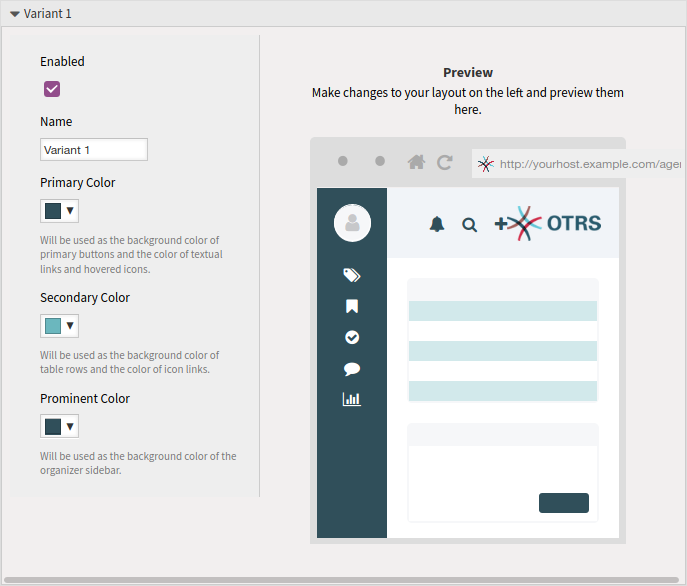 Variant 1
Enabled
Name
Variant 1
Primary Color
Will be used as the background color of
primary buttons and the color of textual
links and hovered icons.
Secondary Color
Will be used as the background color of
table rows and the color of icon links.
Prominent Color
Will be used as the background color of the
organizer sidebar.
Preview
Make changes to your layout on the left and preview them
here.
http://yourhost.example.com/agen
OTRS